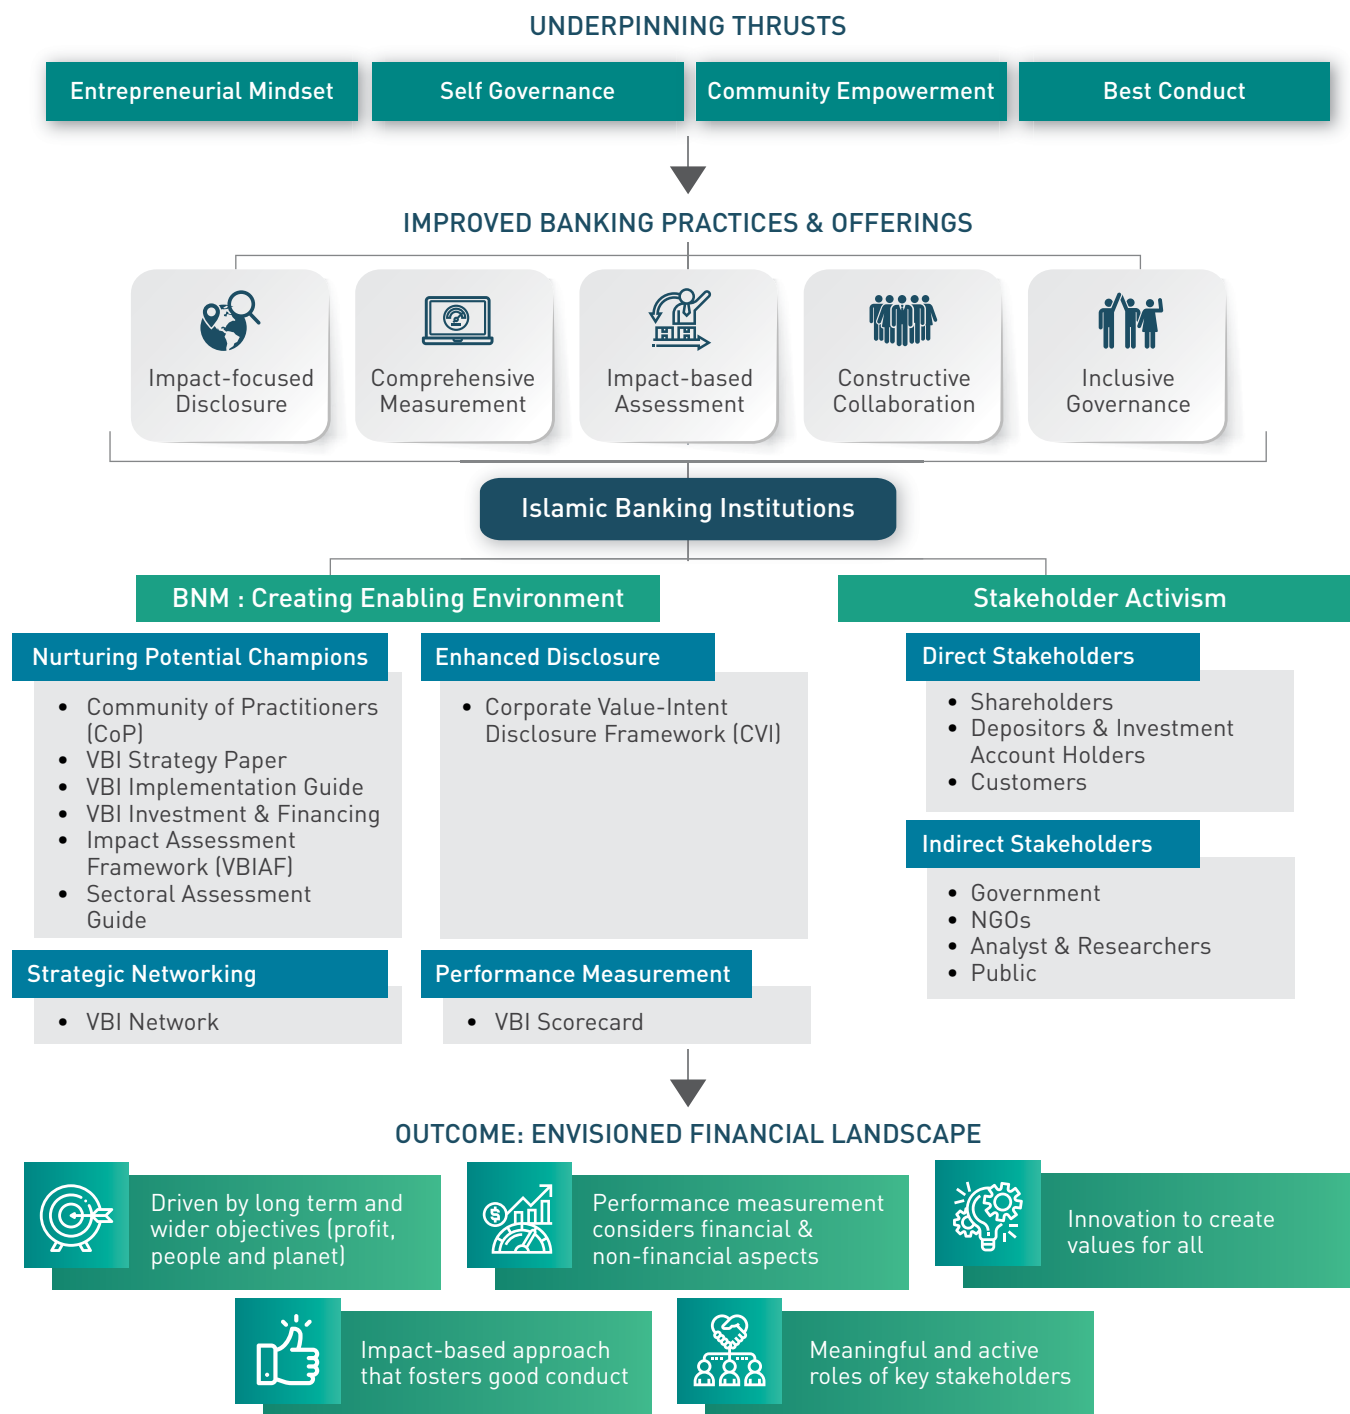 UNDERPINNING THRUSTS
Entrepreneurial Mindset
Self Governance
Community Empowerment
Best Conduct
IMPROVED BANKING PRACTICES & OFFERINGS
Impact-focused
Disclosure
Comprehensive
Measurement
Impact-based
Assessment
Constructive
Collaboration
Inclusive
Governance
Islamic Banking Institutions
BNM : Creating Enabling Environment
Nurturing Potential Champions
• Community of Practitioners
(CoP)
• VBI Strategy Paper
• VBI Implementation Guide
• VBI Investment & Financing
• Impact Assessment
Framework (VBIAF)
• Sectoral Assessment
Guide
Enhanced Disclosure
• Corporate Value-Intent
Disclosure Framework (CVI)
Strategic Networking
• VBI Network
Performance Measurement
• VBI Scorecard
Stakeholder Activism
Direct Stakeholders
• Shareholders
• Depositors & Investment
Account Holders
• Customers
Indirect Stakeholders
• Government
• NGOs
• Analyst & Researchers
• Public
OUTCOME: ENVISIONED FINANCIAL LANDSCAPE
Driven by long term and
wider objectives (profit,
people and planet)
$
Performance measurement
considers financial &
non-financial aspects
Innovation to create
values for all
Impact-based approach
that fosters good conduct
Meaningful and active
roles of key stakeholders